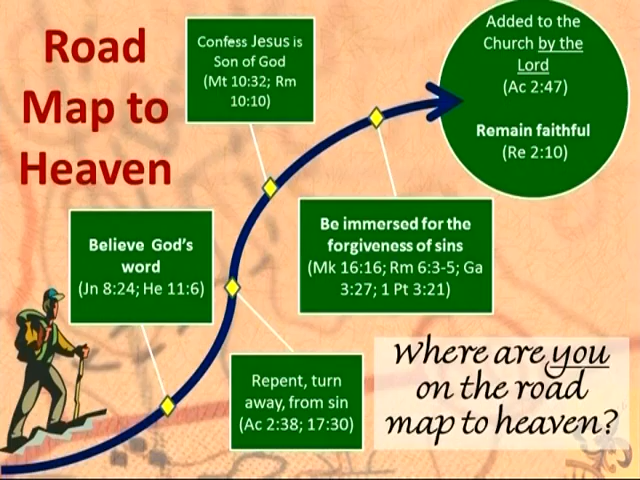 Road
Map to
Heaven
Confess Jesus is
Son of God
(Mt 10:32; Rm
10:10)
Added to the
Church by the
Lord
(Ac 2:47)
Remain faithful
(Re 2:10)
Believe God's
word
(Jn 8:24; He 11:6)
Be immersed for the
forgiveness of sins
(Mk 16:16; Rm 6:3-5; Ga
3:27; 1 Pt 3:21)
Repent, turn
away, from sin
(Ac 2:38; 17:30)
Where are you
on the road
map to heaven?